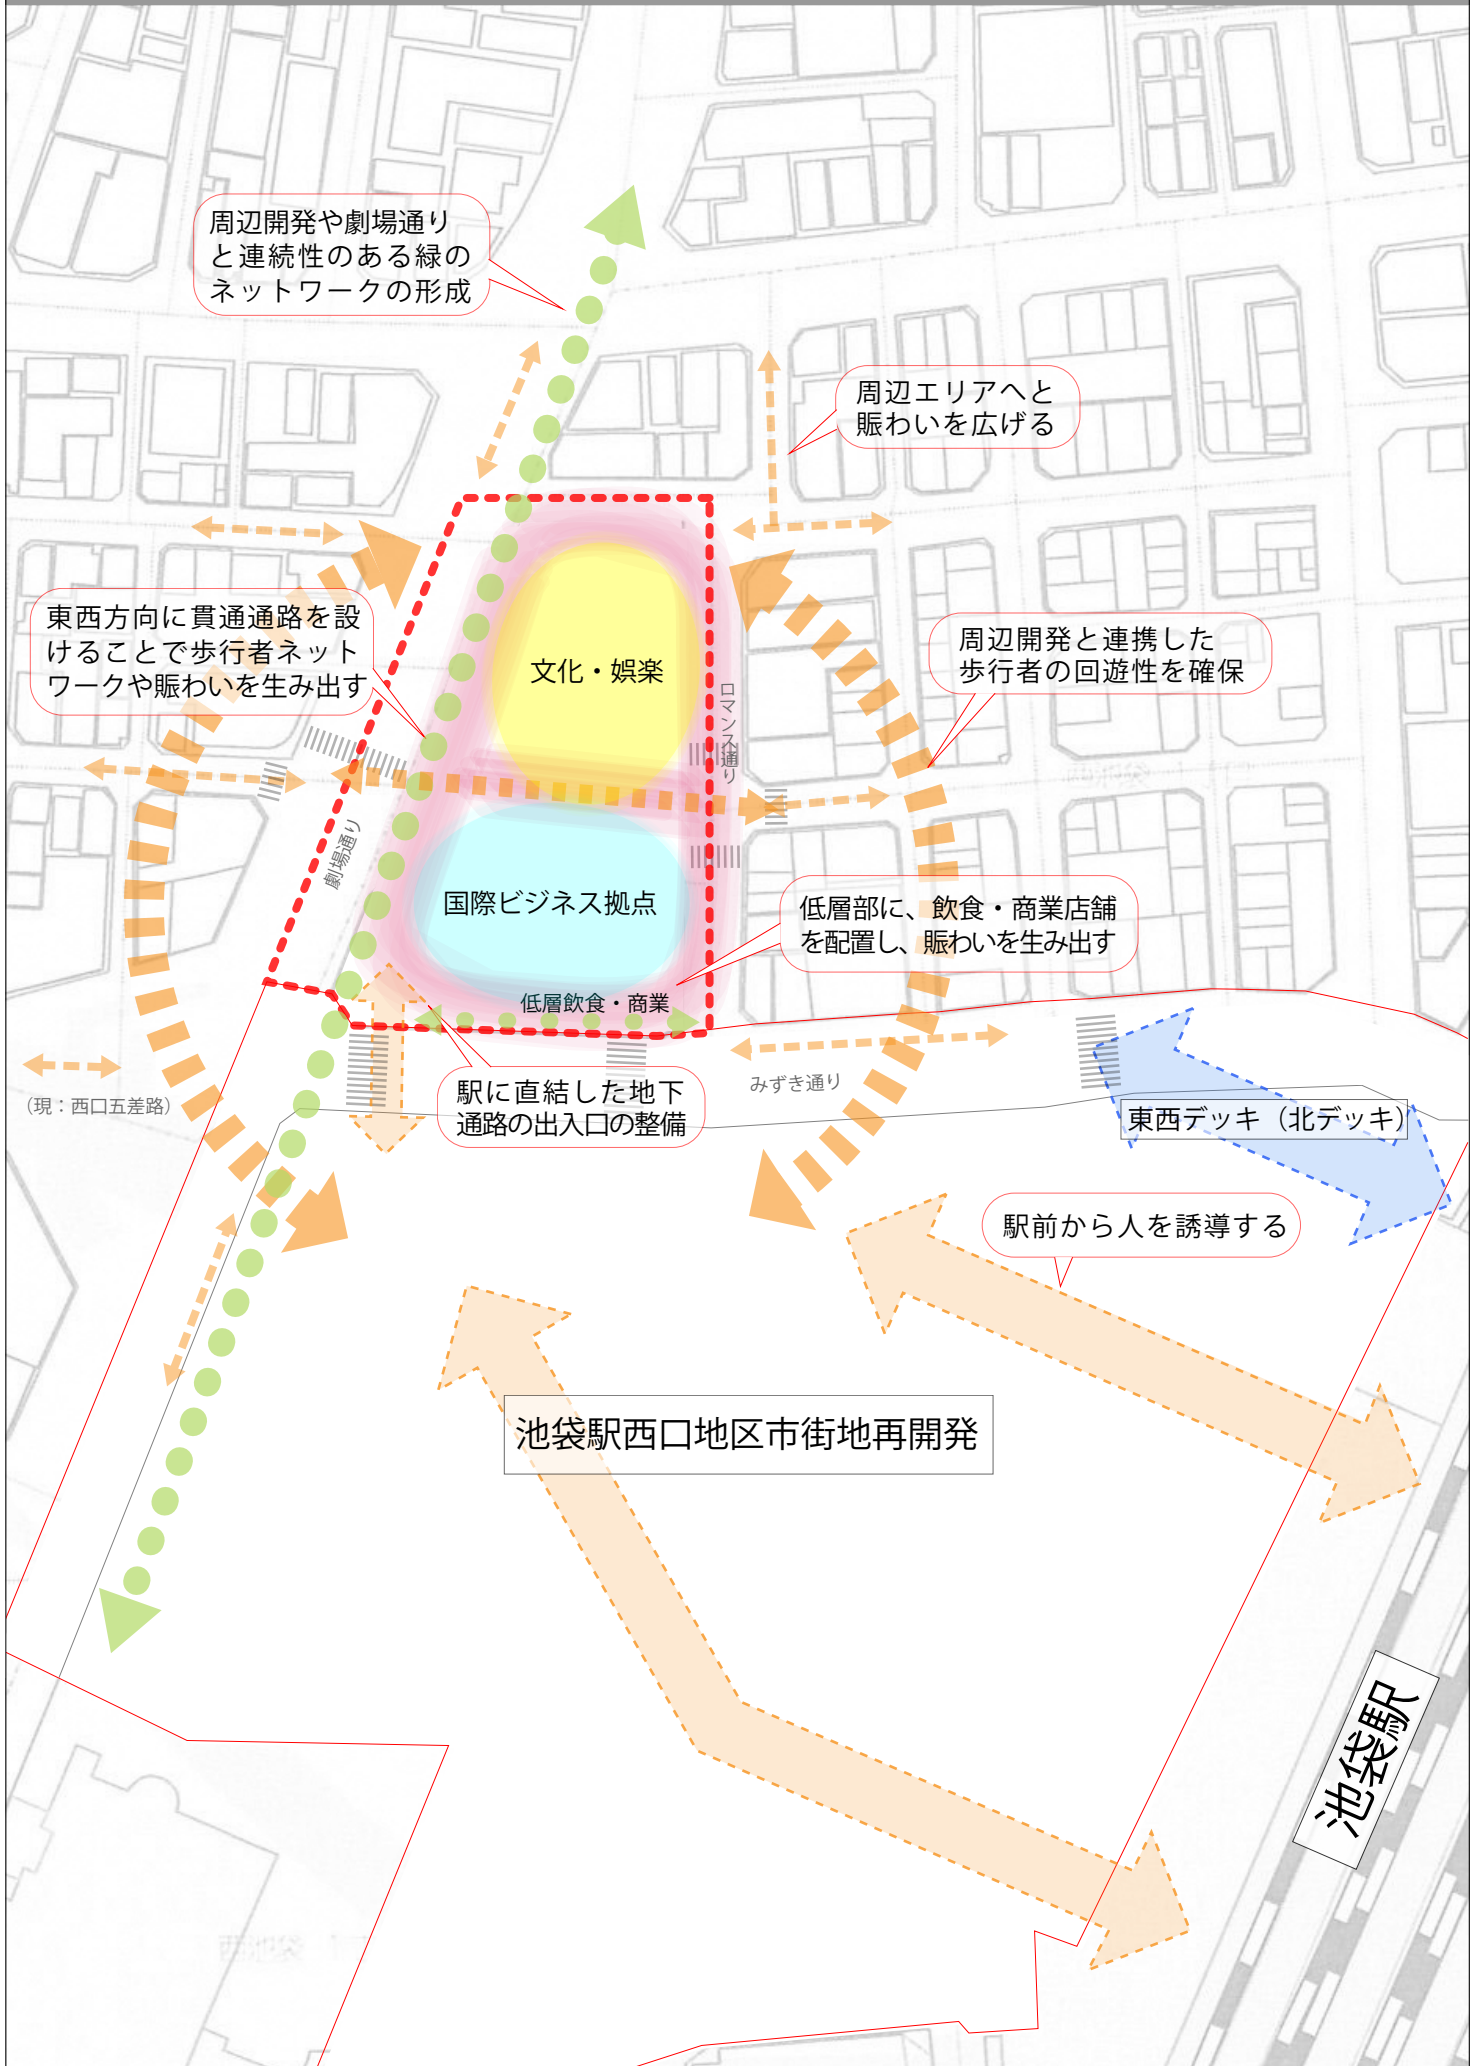 周辺開発や劇場通り
と連続性のある緑の
ネットワークの形成
周辺エリアへと
賑わいを広げる
東西方向に貫通通路を設
けることで歩行者ネット
ワークや賑わいを生み出す
文化・娯楽
周辺開発と連携した
歩行者の回遊性を確保
ロマンス通り
劇場通り
国際ビジネス拠点
低層部に、飲食・商業店舗
を配置し、賑わいを生み出す
低層飲食・商業
みずき通り
駅に直結した地下
通路の出入口の整備
（現：西口五差路）
東西デッキ（北デッキ）
駅前から人を誘導する
池袋駅西口地区市街地再開発
池袋駅
西池袋